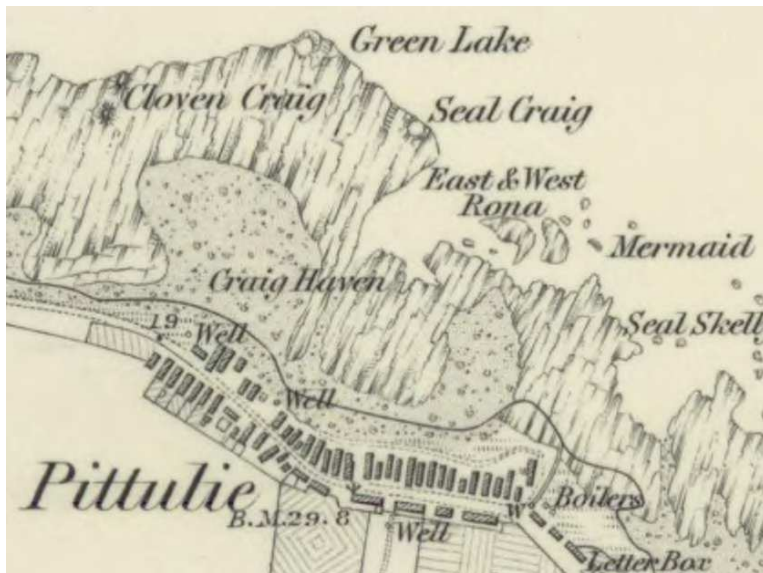 Green Lake
Cloven Craig
Seal Craig
East & West
Rona
Mermaid
Craig Haven
Seal Skell
19
Well
Well
Pittulie
B.M.29.8
Well
W
Boilers
Letter Box